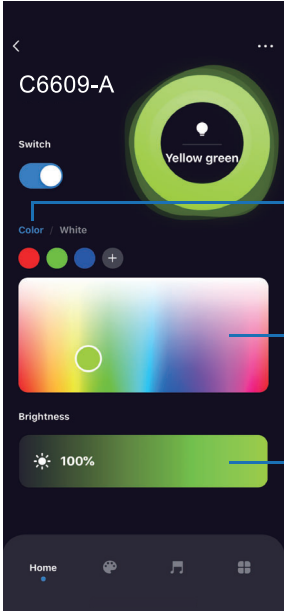 C6609-A
Yellow green
Switch
Color / White
Brightness
100%
Home